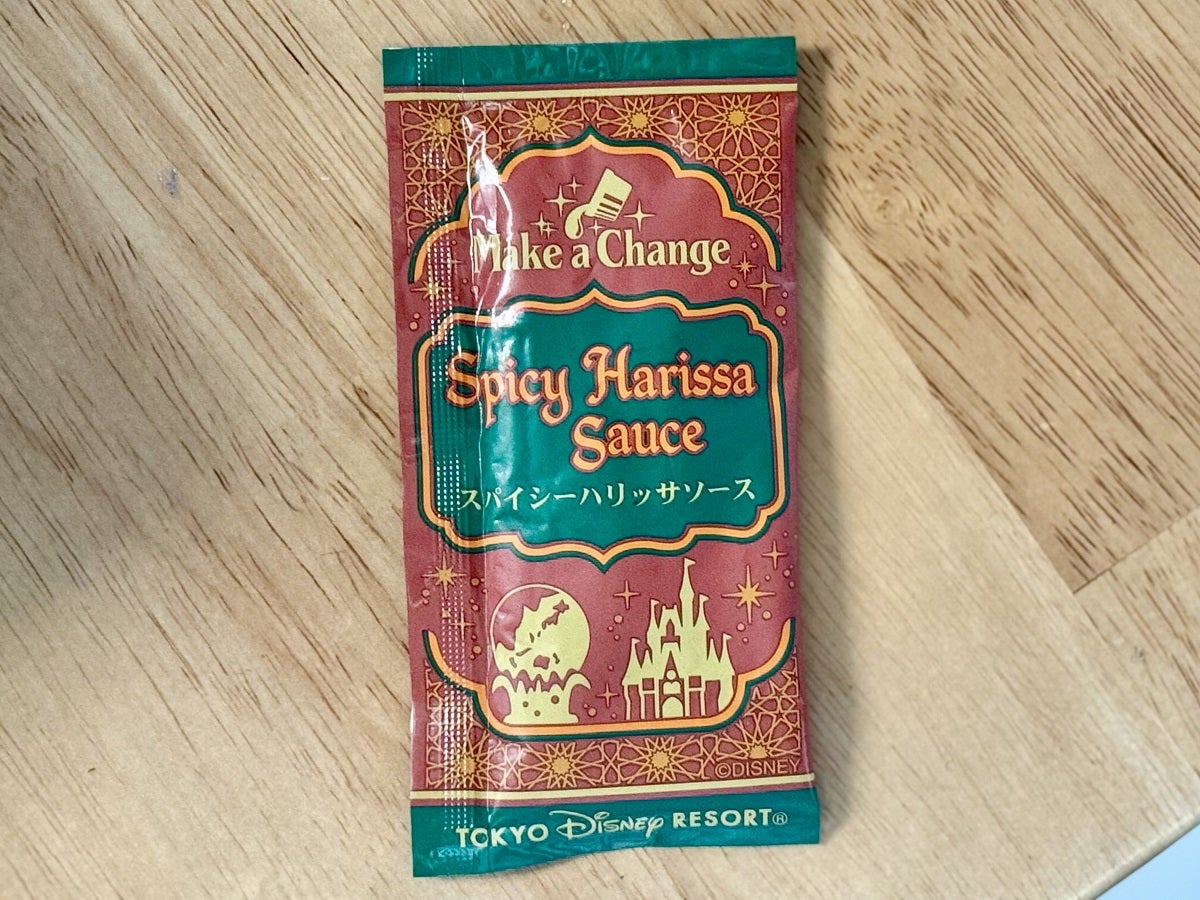 Make a Change
Spicy Harissa
Sauce
スパイシーハリッサソース
©DISNEY
TOKYO Disney RESORT®